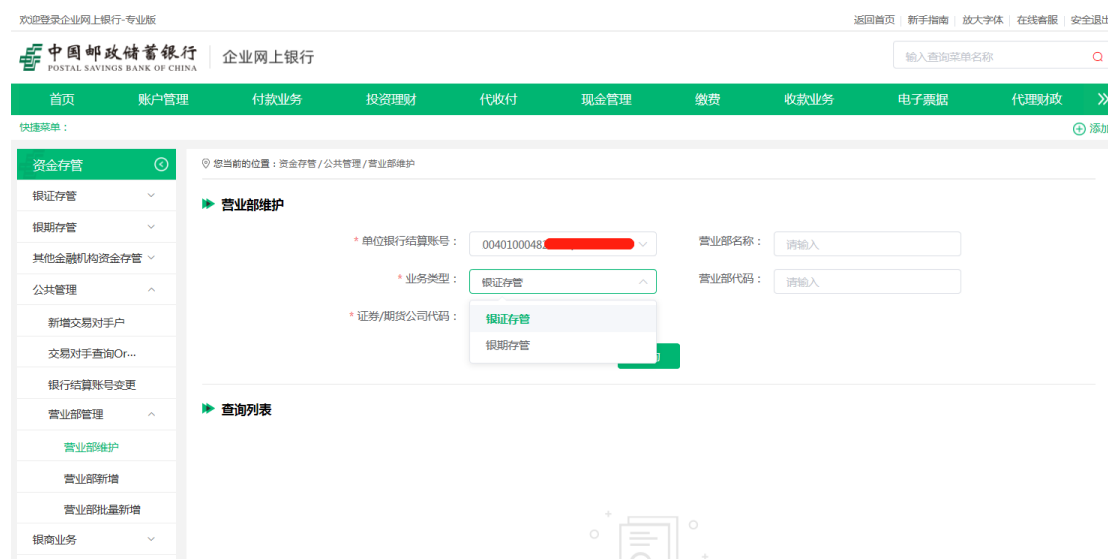 欢迎登录企业网上银行-专业版 返回首页 新手指南 放大字体 在线客服 安全退出
中国邮政储蓄银行 企业网上银行 输入查询菜单名称
POSTAL SAVINGS BANK OF CHINA
首页 账户管理 付款业务 投资理财 代收付 现金管理 缴费 收款业务 电子票据 代理财政
快捷菜单： 添加
资金存管
银证存管
银期存管
其他金融机构资金存管
公共管理
新增交易对手户
交易对手查询Or...
银行结算账号变更
营业部管理
营业部维护
营业部新增
营业部批量新增
银商业务
您当前的位置：资金存管/公共管理/营业部维护
营业部维护
* 单位银行结算账号： 0040100048 营业部名称： 请输入
* 业务类型： 银证存管 营业部代码： 请输入
* 证券/期货公司代码：
银证存管
银期存管
查询列表